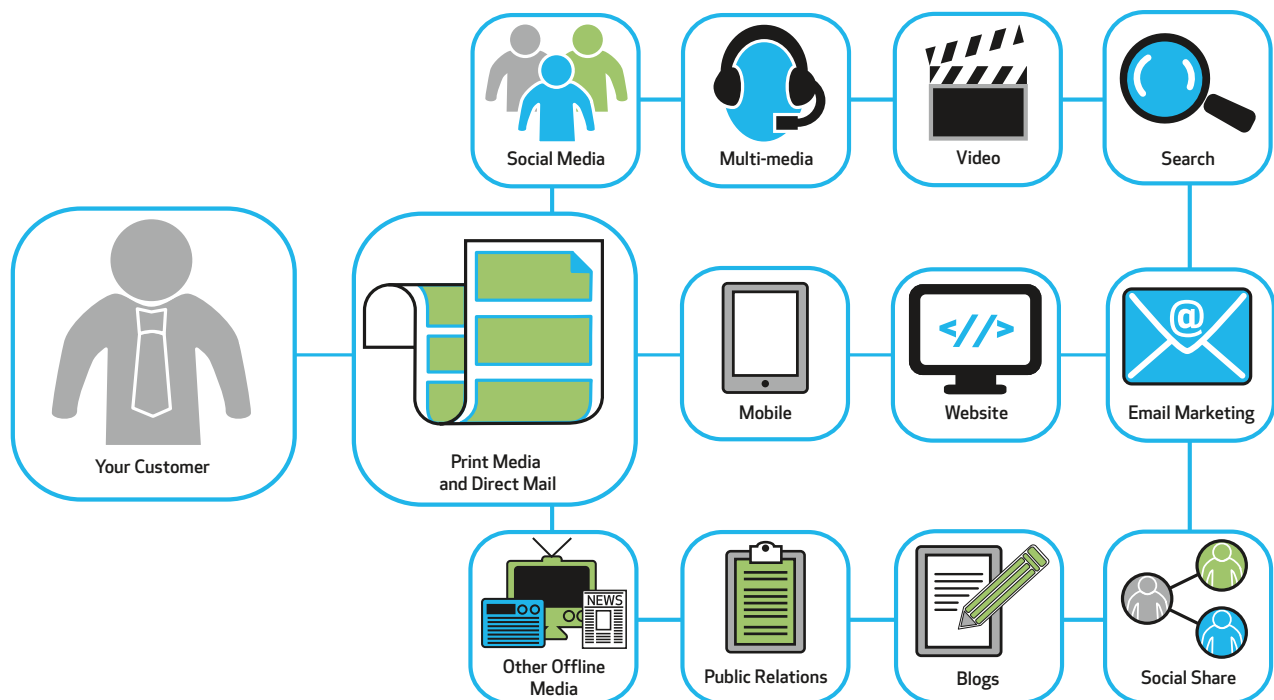 Social Media
Multi-media
Video
Search
Your Customer
Print Media
and Direct Mail
Mobile
</>
Website
@
Email Marketing
NEWS
Other Offline
Media
Public Relations
Blogs
Social Share